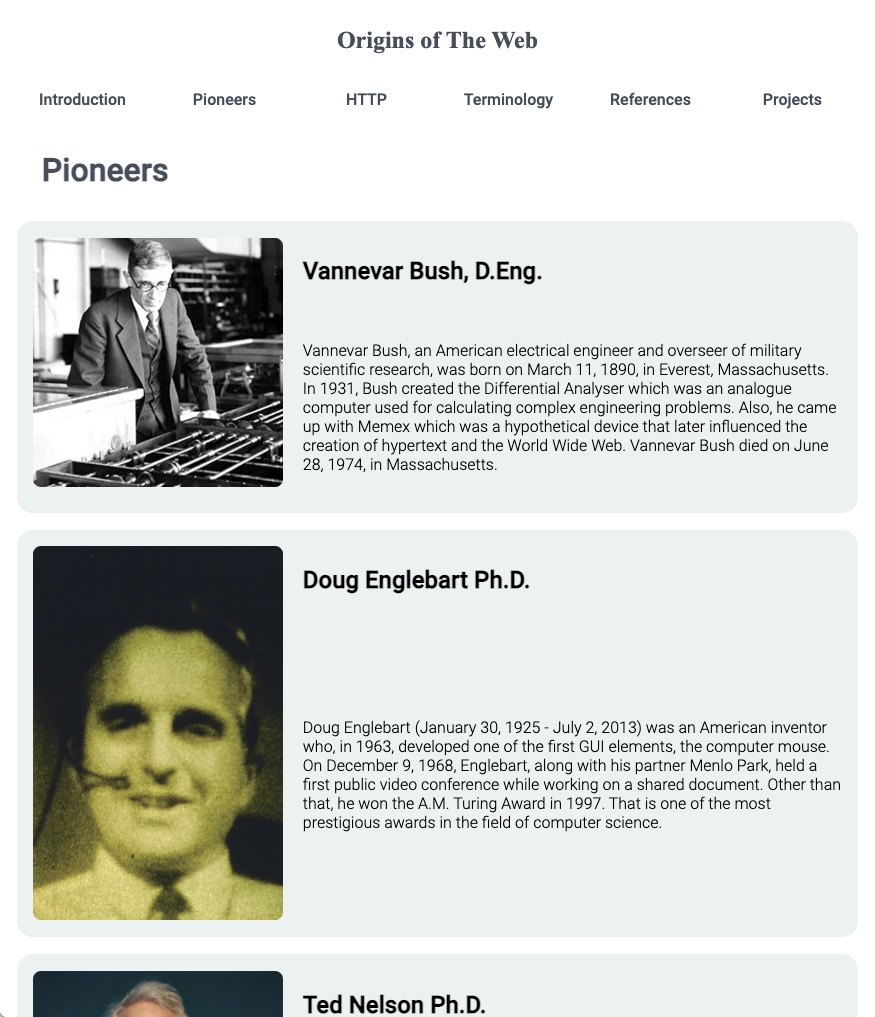 Origins of The Web
Introduction Pioneers HTTP Terminology References Projects
Pioneers
Vannevar Bush, D.Eng.
Vannevar Bush, an American electrical engineer and overseer of military
scientific research, was born on March 11, 1890, in Everest, Massachusetts.
In 1931, Bush created the Differential Analyser which was an analogue
computer used for calculating complex engineering problems. Also, he came
up with Memex which was a hypothetical device that later influenced the
creation of hypertext and the World Wide Web. Vannevar Bush died on June
28, 1974, in Massachusetts.
Doug Englebart Ph.D.
Doug Englebart (January 30, 1925 - July 2, 2013) was an American inventor
who, in 1963, developed one of the first GUI elements, the computer mouse.
On December 9, 1968, Englebart, along with his partner Menlo Park, held a
first public video conference while working on a shared document. Other than
that, he won the A.M. Turing Award in 1997. That is one of the most
prestigious awards in the field of computer science.
Ted Nelson Ph.D.